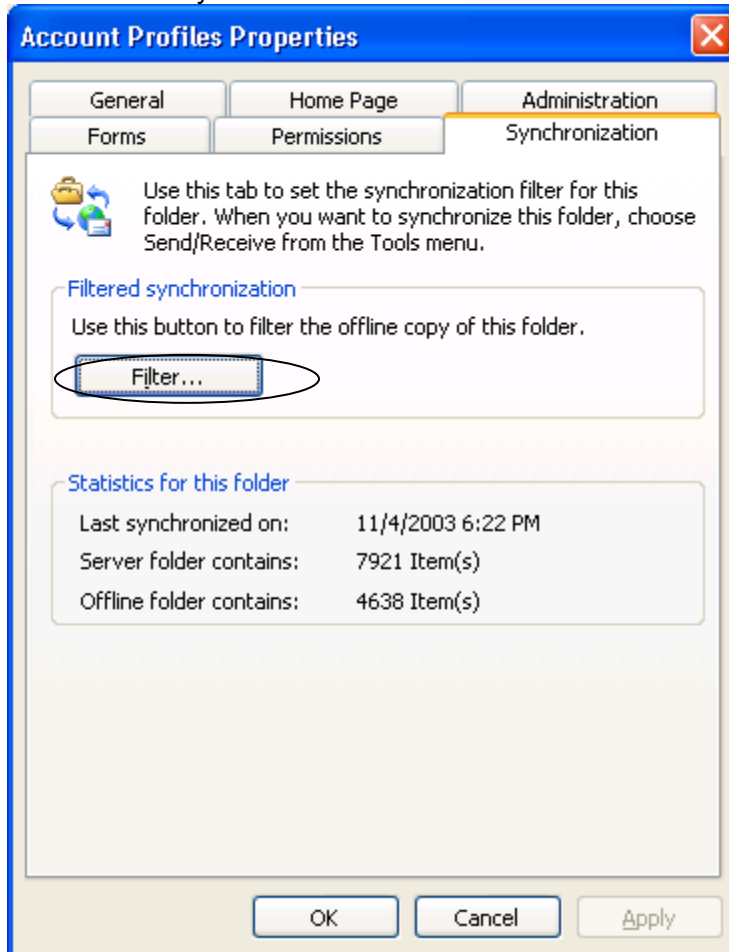 Account Profiles Properties
General Home Page Administration
Forms Permissions Synchronization
Use this tab to set the synchronization filter for this
folder. When you want to synchronize this folder, choose
Send/Receive from the Tools menu.
Filtered synchronization
Use this button to filter the offline copy of this folder.
Filter...
Statistics for this folder
Last synchronized on: 11/4/2003 6:22 PM
Server folder contains: 7921 Item(s)
Offline folder contains: 4638 Item(s)
OK Cancel Apply